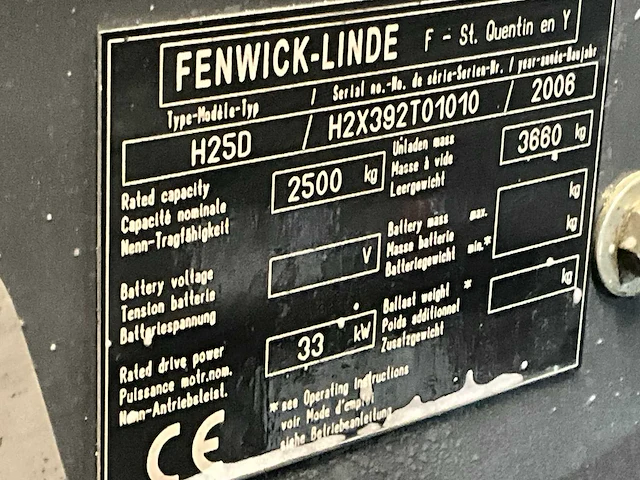 FENWICK-LINDE F - St. Quentin en Y
Type-Modèle-Typ / Serial no.-No. de série-Serien-Nr. / year-année-Baujahr
H25D / H2X392T01010 / 2006
Rated capacity
Capacité nominale
Nenn-Tragfähigkeit
2500 kg
Unladen mass
Masse à vide
Leergewicht
3660 kg
Battery voltage
Tension batterie
Batteriespannung
V
Battery mass max.
Masse batterie
Batteriegewicht min.*
kg
kg
Rated drive power
Puissance motr.nom.
Nenn-Antriebsleist.
33 kW
Ballast weight *
Poids additionnel
Zusatzgewicht
kg
* see Operating Instructions
voir Mode d'emploi
siehe Betriebsanleitung
CE